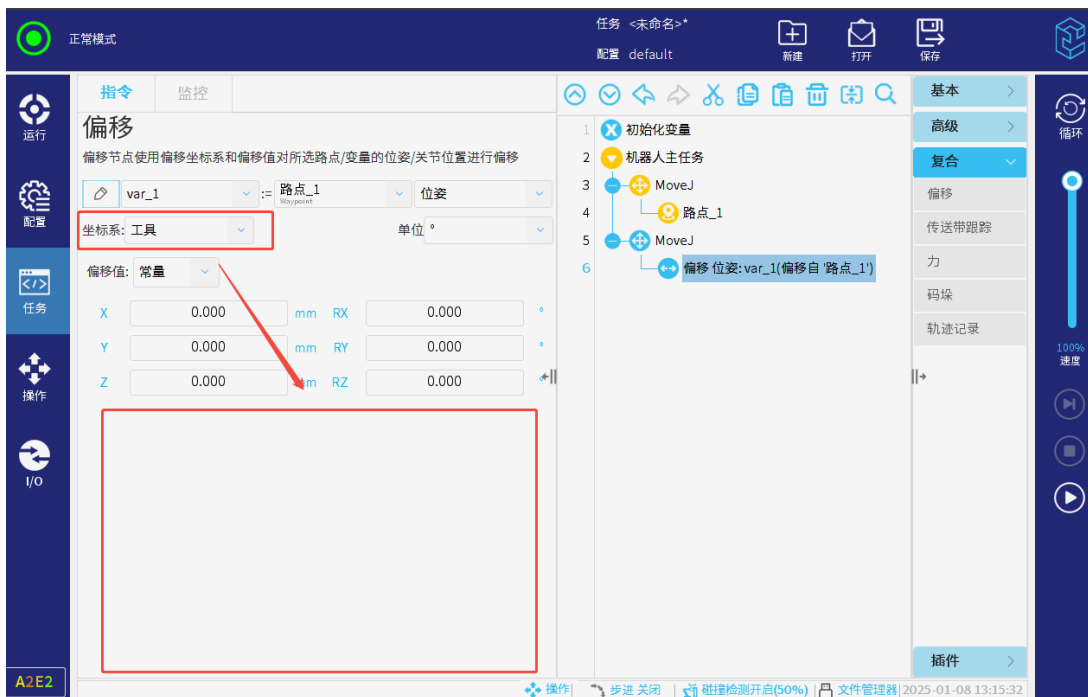 正常模式
任务 <未命名>*
配置 default
新建
打开
保存
运行
配置
任务
操作
I/O
A2E2
指令
监控
偏移
偏移节点使用偏移坐标系和偏移值对所选路点/变量的位姿/关节位置进行偏移
var_1 := 路点_1 位姿
Waypoint
坐标系: 工具 单位 °
偏移值: 常量
X 0.000 mm RX 0.000 °
Y 0.000 mm RY 0.000 °
Z 0.000 mm RZ 0.000 °
1 初始化变量
2 机器人主任务
3 MoveJ
4 路点_1
5 MoveJ
6 偏移 位姿: var_1(偏移自 '路点_1')
基本
高级
复合
偏移
传送带跟踪
力
码垛
轨迹记录
插件
循环
100%
速度
操作 | 步进 关闭 | 碰撞检测开启(50%) | 文件管理器 | 2025-01-08 13:15:32